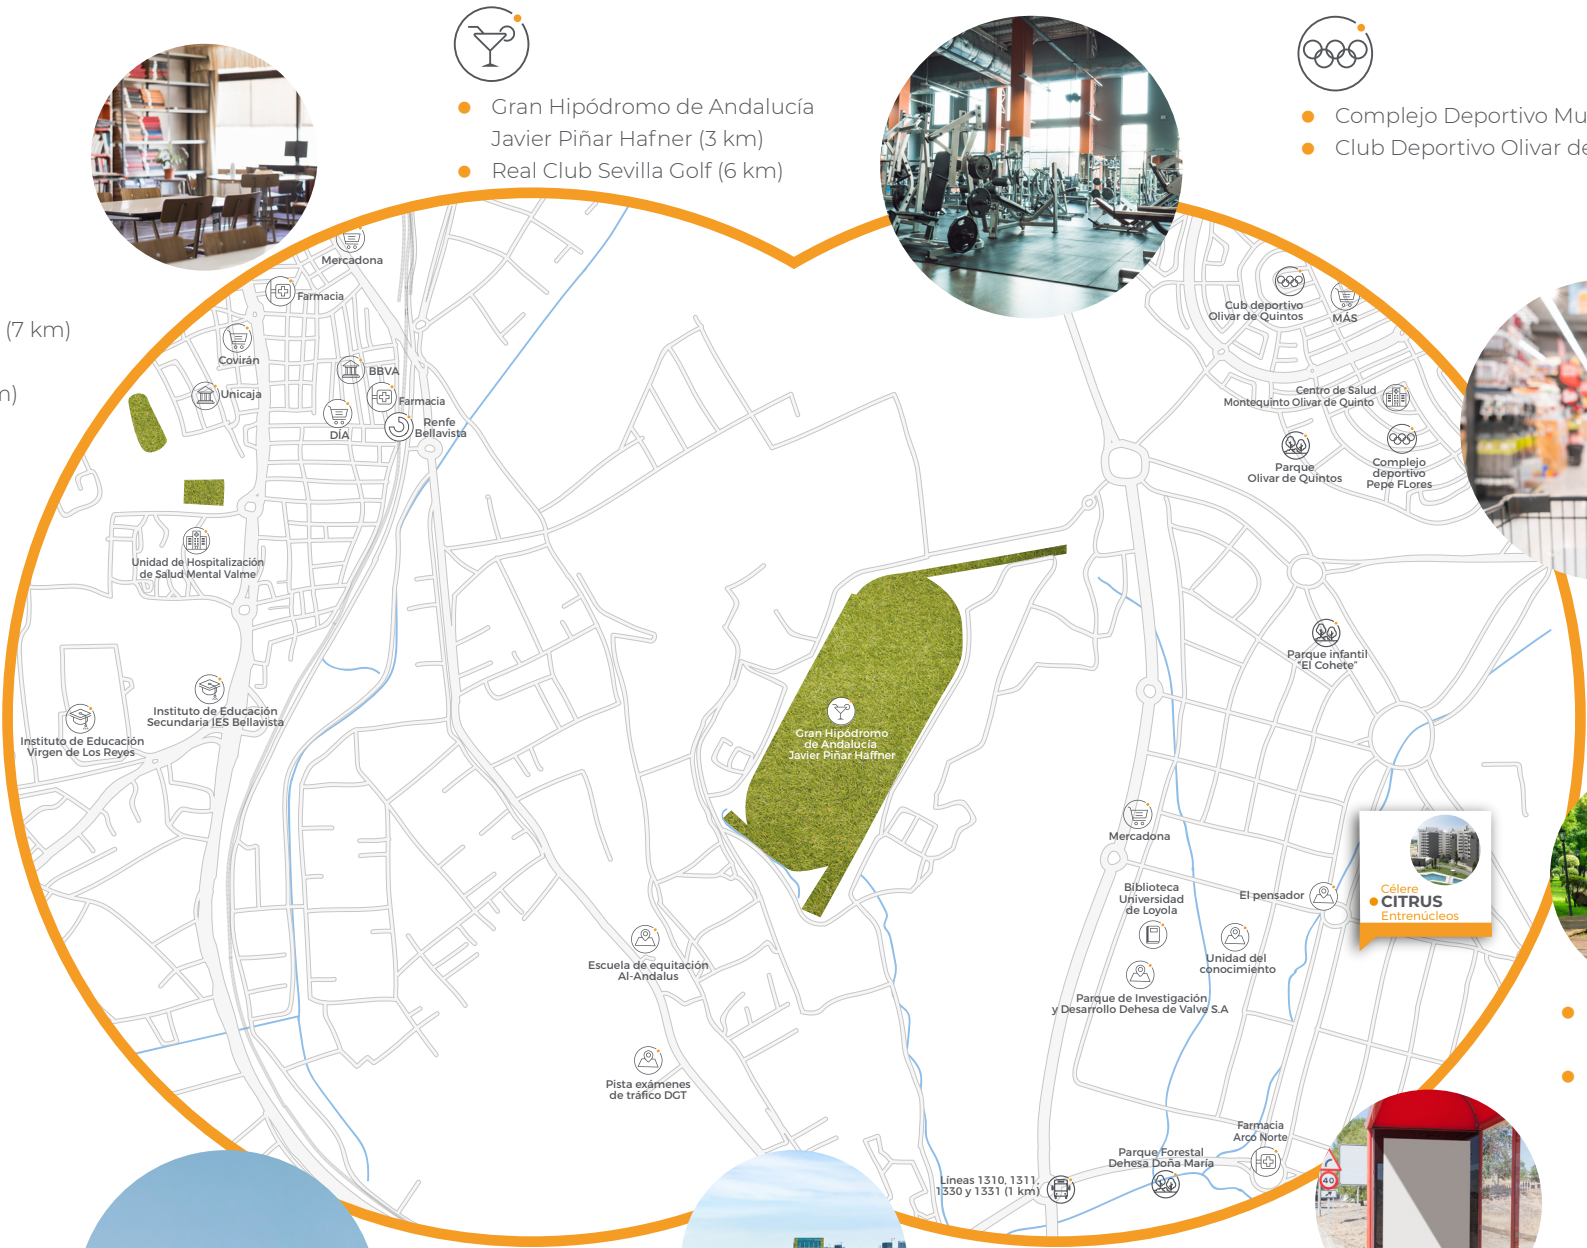 Gran Hipódromo de Andalucía
Javier Piñar Hafner (3 km)
Real Club Sevilla Golf (6 km)
Complejo Deportivo Mu
Club Deportivo Olivar de
(7 km)
m)
Mercadona
Farmacia
Covirán
BBVA
Unicaja
Farmacia
DÍA
Renfe
Bellavista
Unidad de Hospitalización
de Salud Mental Valme
Instituto de Educación
Secundaria IES Bellavista
Instituto de Educación
Virgen de Los Reyes
Cub deportivo
Olivar de Quintos
MÁS
Centro de Salud
Montequinto Olivar de Quinto
Parque
Olivar de Quintos
Complejo
deportivo
Pepe FLores
Parque infantil
"El Cohete"
Gran Hipódromo
de Andalucía
Javier Piñar Haffner
Mercadona
Biblioteca
Universidad
de Loyola
El pensador
Célere
CITRUS
Entrenúcleos
Unidad del
conocimiento
Parque de Investigación
y Desarrollo Dehesa de Valve S.A
Escuela de equitación
Al-Andalus
Pista exámenes
de tráfico DGT
Farmacia
Arco Norte
Parque Forestal
Dehesa Doña María
Líneas 1310, 1311,
1330 y 1331 (1 km)
40